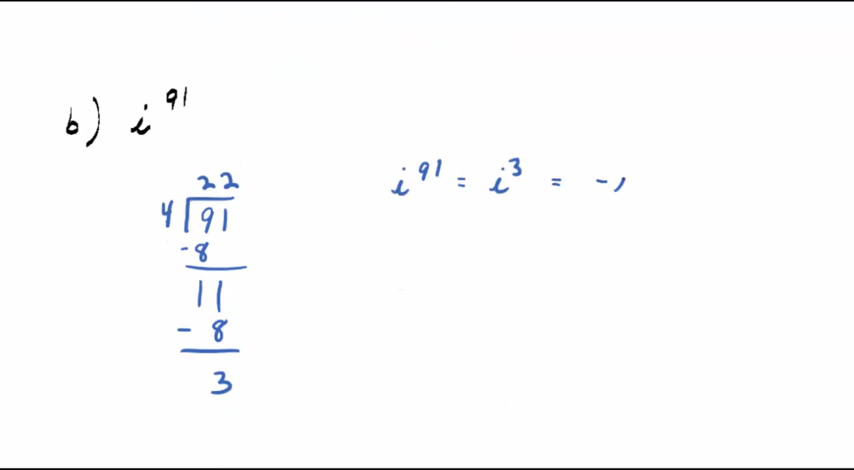 b) i^91
22
4 | 91
-8
11
- 8
3
i^91 = i^3 = -